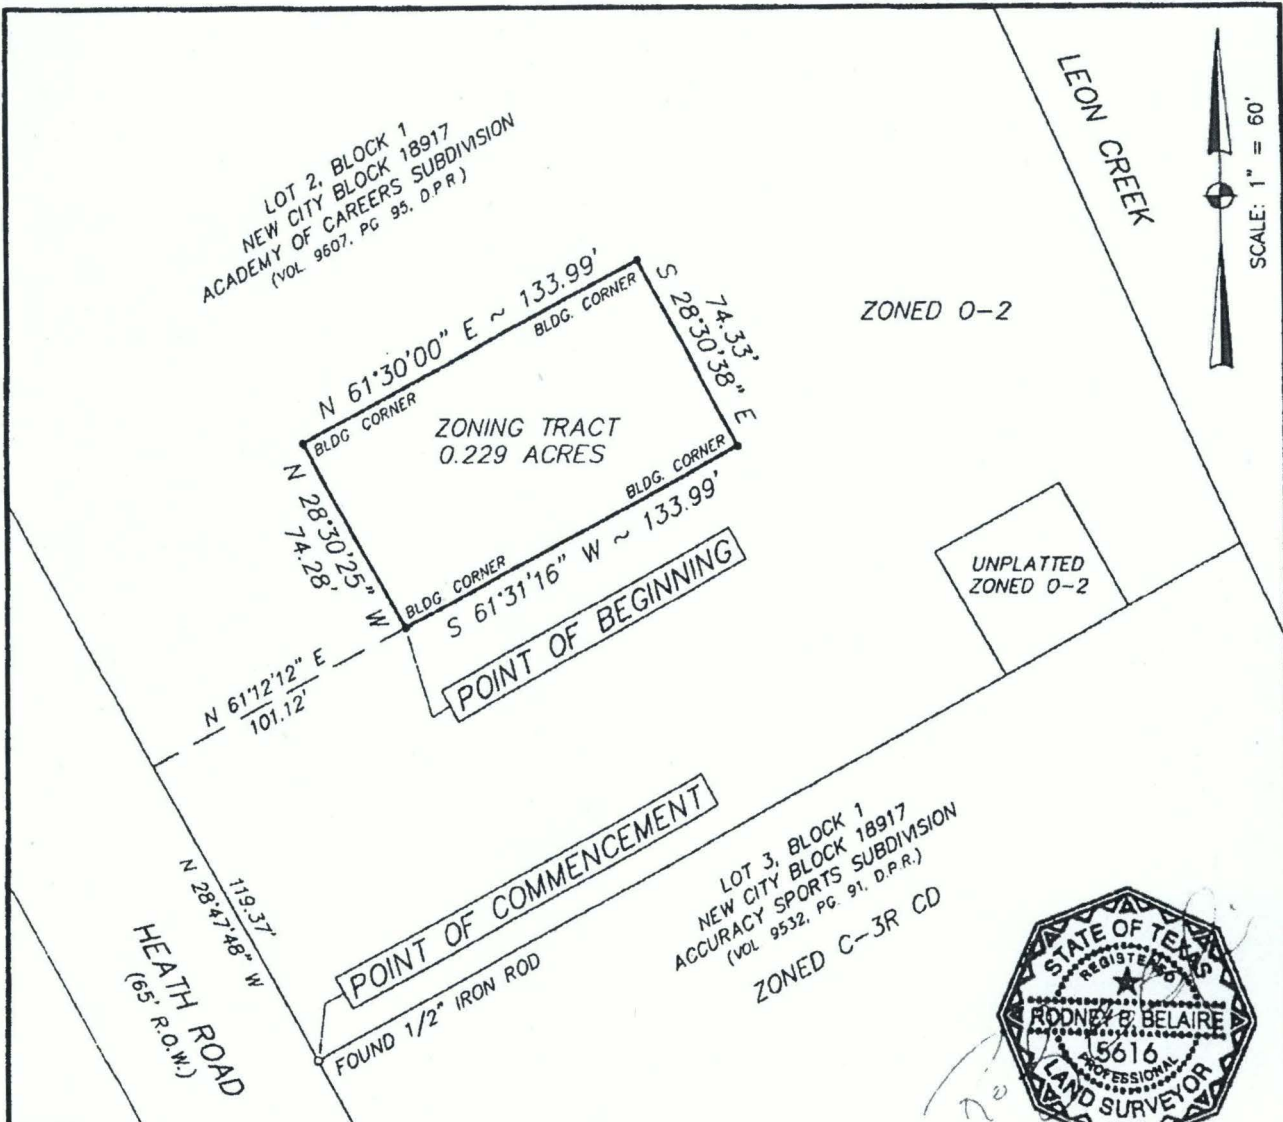 LOT 2, BLOCK 1
NEW CITY BLOCK 18917
ACADEMY OF CAREERS SUBDIVISION
(VOL. 9607, PG 95, D.P.R.)
LEON CREEK
SCALE: 1" = 60'
ZONED O-2
N 61°30'00" E ~ 133.99'
BLDG. CORNER
S 28°30'38" E
74.33'
BLDG CORNER
ZONING TRACT
0.229 ACRES
BLDG. CORNER
N 28°30'25" W
74.28'
BLDG CORNER
S 61°31'16" W ~ 133.99'
POINT OF BEGINNING
UNPLATTED
ZONED O-2
N 61°12'12" E
101.12'
POINT OF COMMENCEMENT
119.37'
N 28°47'48" W
FOUND 1/2" IRON ROD
HEATH ROAD
(65' R.O.W.)
LOT 3, BLOCK 1
NEW CITY BLOCK 18917
ACCURACY SPORTS SUBDIVISION
(VOL 9532, PG. 91, D.P.R.)
ZONED C-3R CD
STATE OF TEXAS
REGISTERED
RODNEY B. BELAIRE
5616
PROFESSIONAL
LAND SURVEYOR